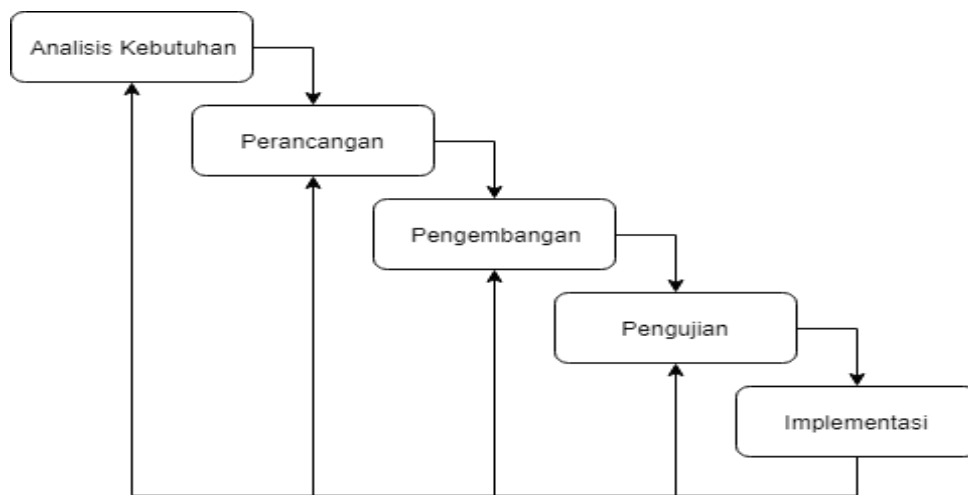 Analisis Kebutuhan
Perancangan
Pengembangan
Pengujian
Implementasi